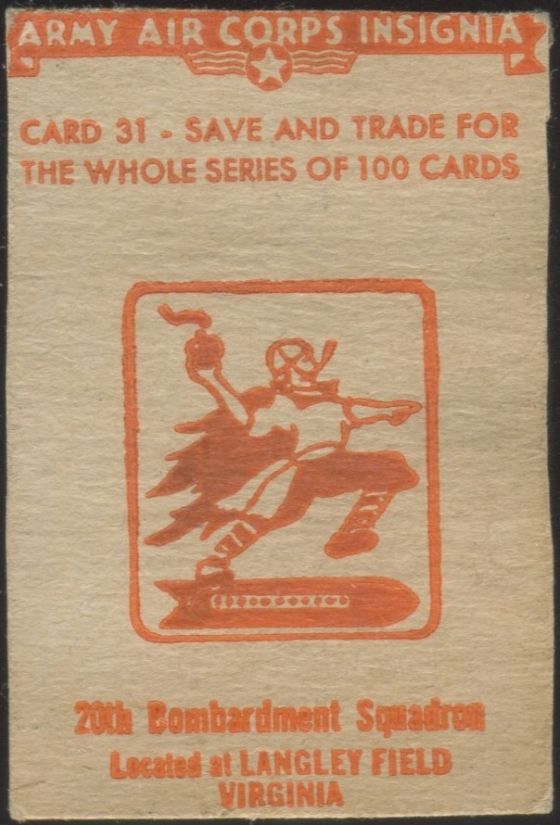 ARMY AIR CORPS INSIGNIA
CARD 31 - SAVE AND TRADE FOR
THE WHOLE SERIES OF 100 CARDS
20th Bombardment Squadron
Located at LANGLEY FIELD
VIRGINIA